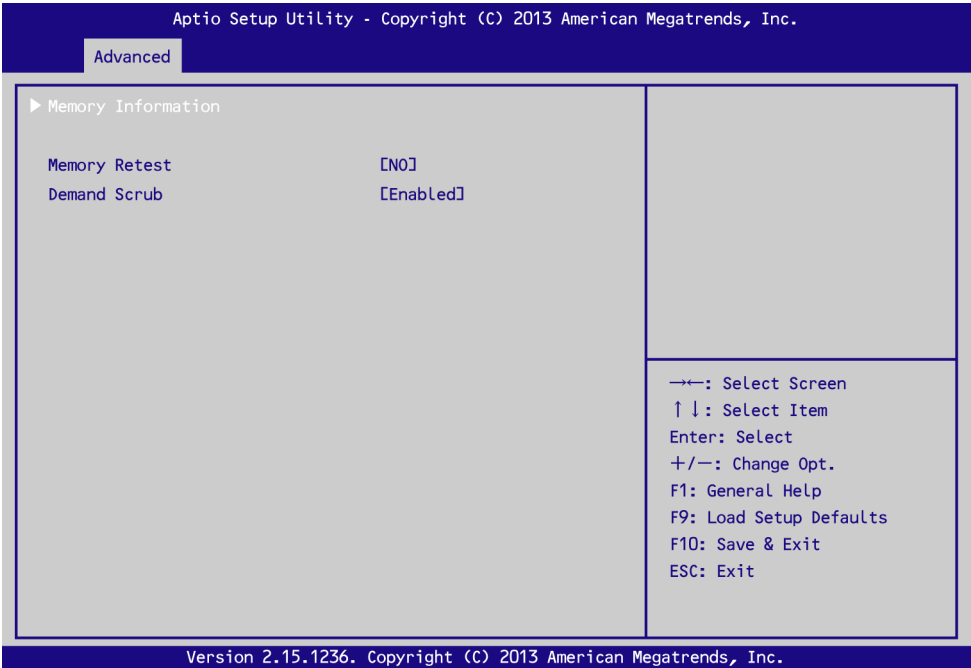 Aptio Setup Utility - Copyright (C) 2013 American Megatrends, Inc.
Advanced
▶ Memory Information
Memory Retest [NO]
Demand Scrub [Enabled]
→←: Select Screen
↑↓: Select Item
Enter: Select
+/-: Change Opt.
F1: General Help
F9: Load Setup Defaults
F10: Save & Exit
ESC: Exit
Version 2.15.1236. Copyright (C) 2013 American Megatrends, Inc.